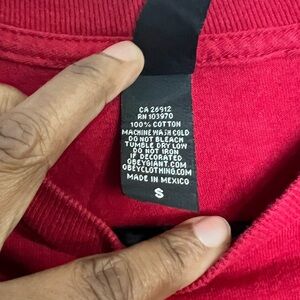 CA 26912
RN 103970
100% COTTON
MACHINE WASH COLD
DO NOT BLEACH
TUMBLE DRY LOW
DO NOT IRON
IF DECORATED
OBEYGIANT.COM
OBEYCLOTHING.COM
MADE IN MEXICO
S